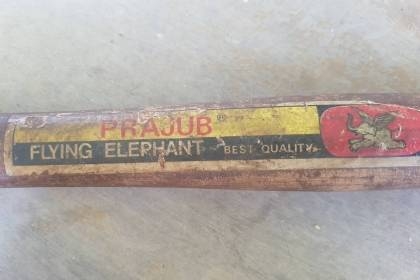 PRAJUB®
FLYING ELEPHANT BEST QUALITY